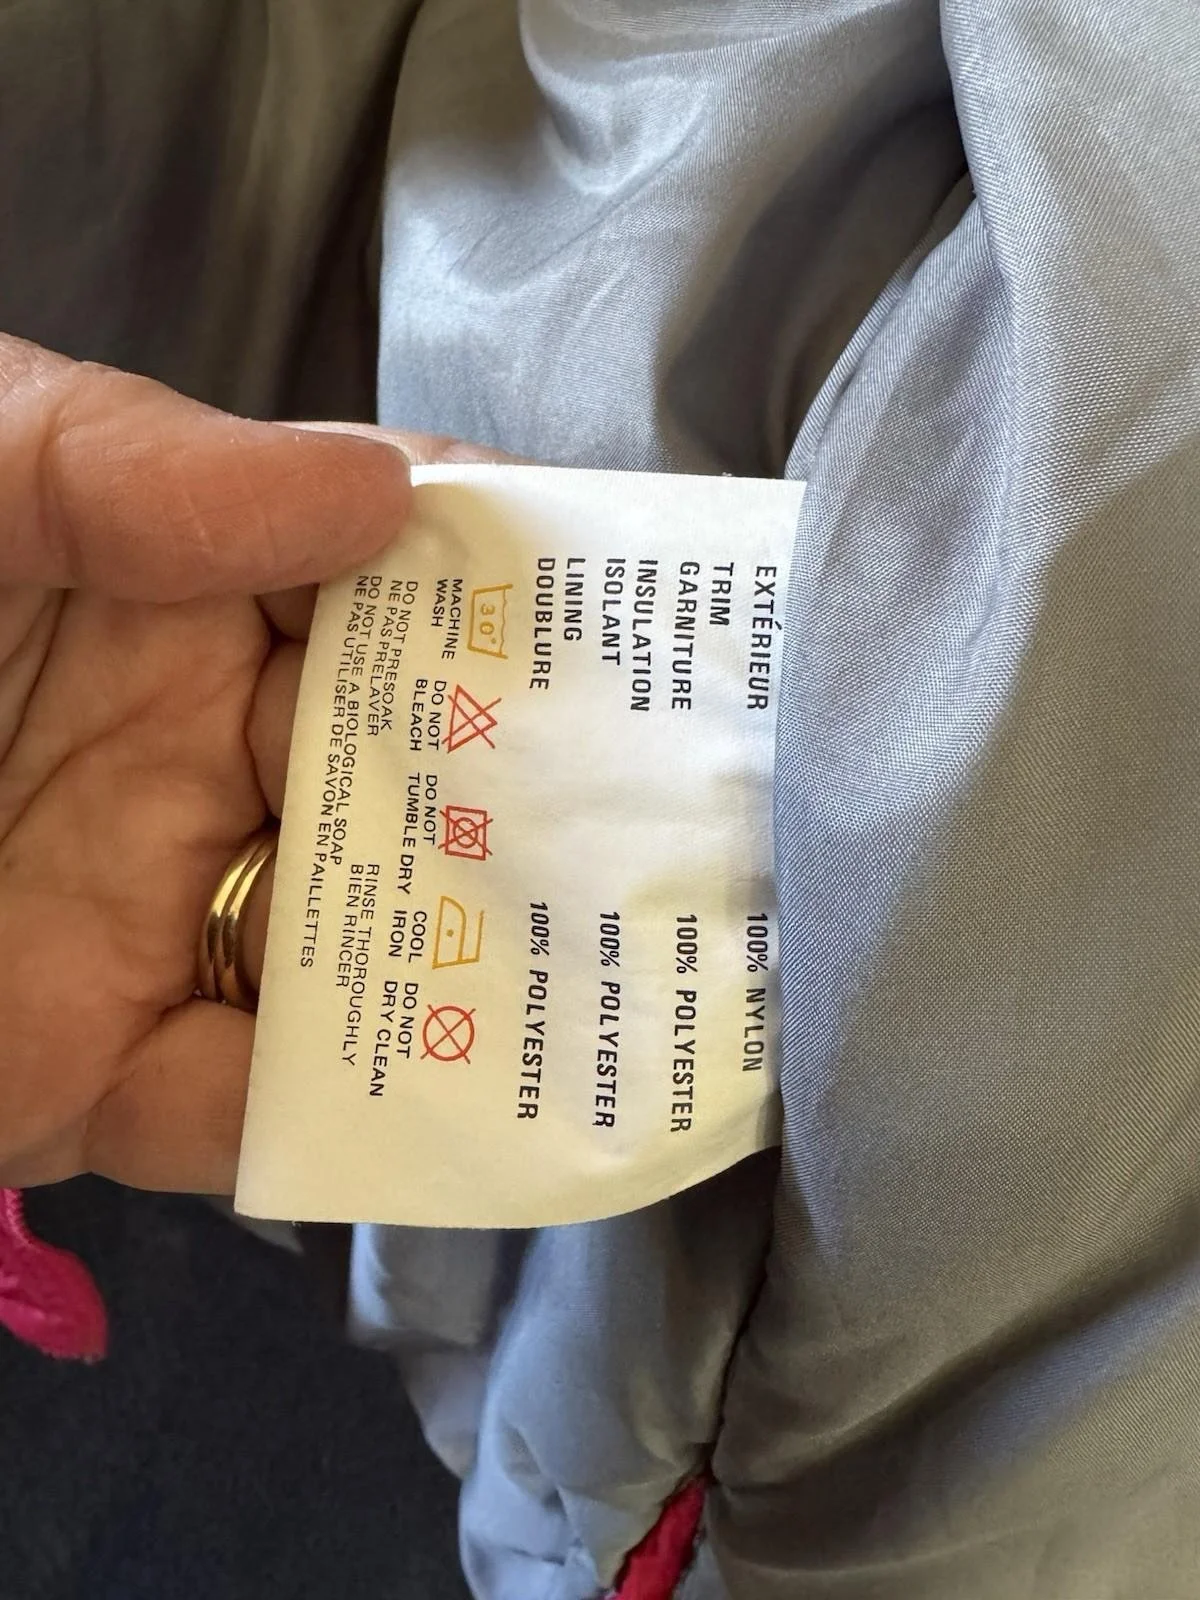 EXTÉRIEUR 100% NYLON
TRIM
GARNITURE 100% POLYESTER
INSULATION
ISOLANT 100% POLYESTER
LINING
DOUBLURE 100% POLYESTER
30°
MACHINE WASH
DO NOT BLEACH
DO NOT TUMBLE DRY
COOL IRON
DO NOT DRY CLEAN
DO NOT PRESOAK
NE PAS PRELAVER
DO NOT USE A BIOLOGICAL SOAP
NE PAS UTILISER DE SAVON EN PAILLETTES
RINSE THOROUGHLY
BIEN RINCER